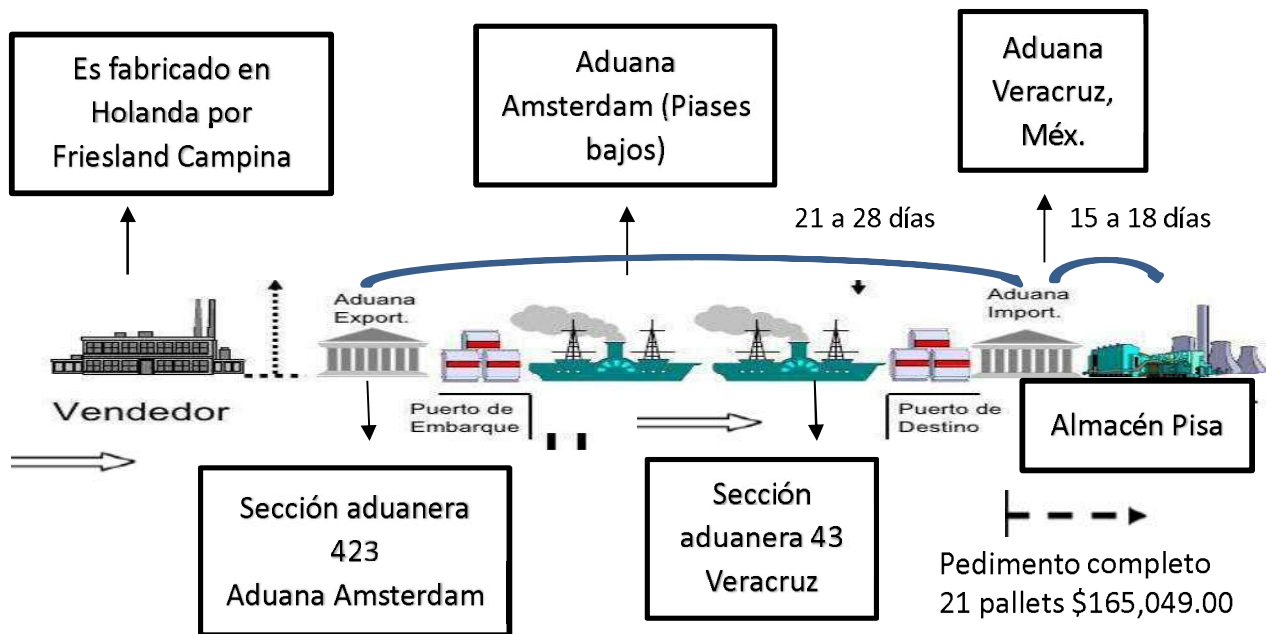 Es fabricado en
Holanda por
Friesland Campina
Aduana
Amsterdam (Piases
bajos)
Aduana
Veracruz,
Méx.
21 a 28 días
15 a 18 días
Aduana
Export.
Aduana
Import.
Vendedor
Puerto de
Embarque
Puerto de
Destino
Almacén Pisa
Sección aduanera
423
Aduana Amsterdam
Sección
aduanera 43
Veracruz
Pedimento completo
21 pallets $165,049.00